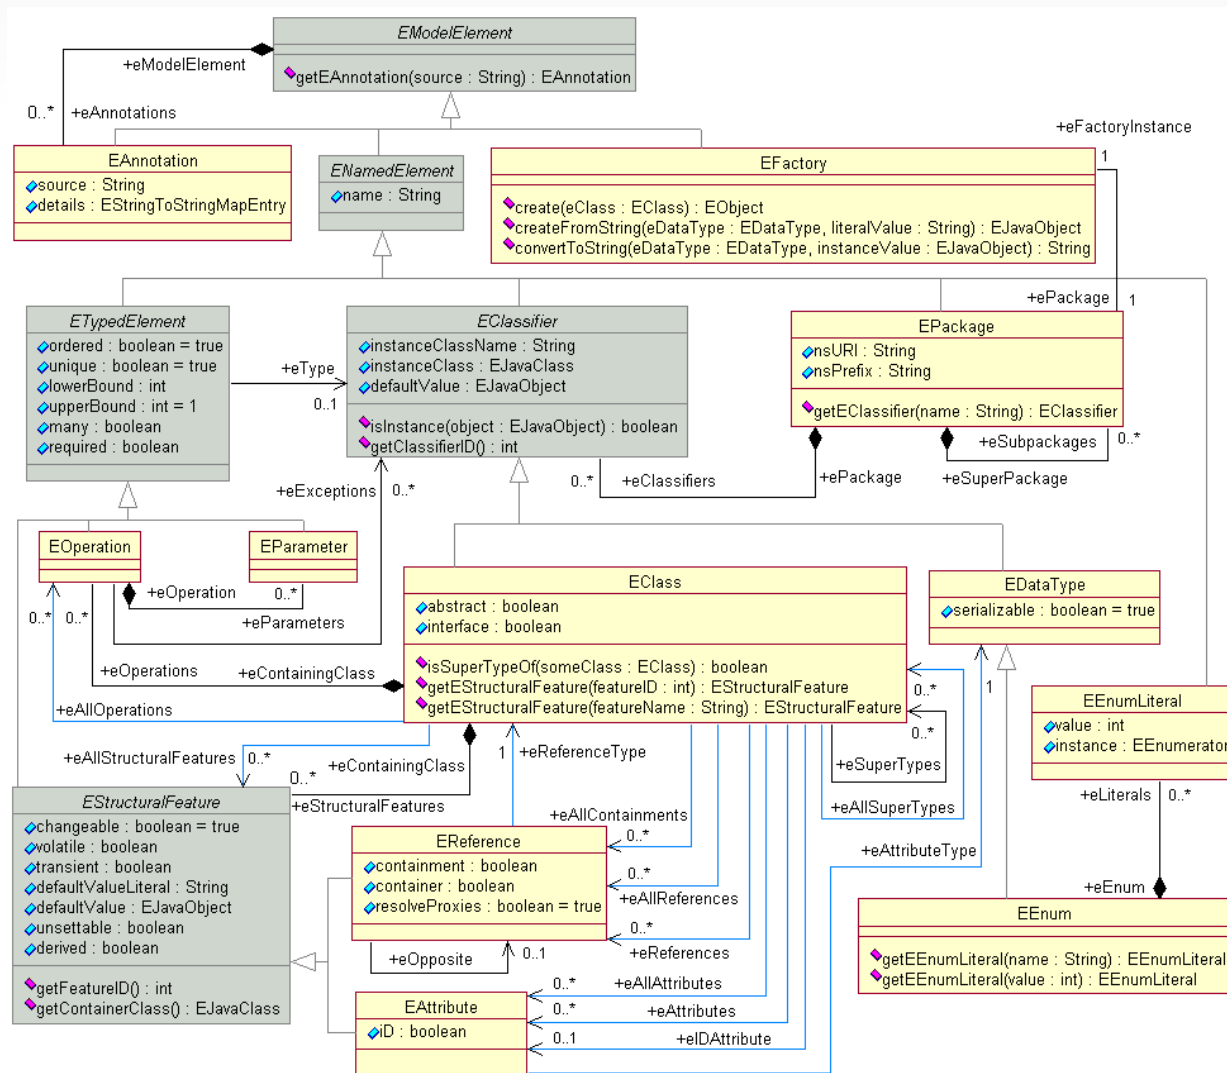 EModelElement
getEAnnotation(source : String) : EAnnotation
+eModelElement
0..*
+eAnnotations
+eFactoryInstance
1
EAnnotation
source : String
details : EStringToStringMapEntry
ENamedElement
name : String
EFactory
create(eClass : EClass) : EObject
createFromString(eDataType : EDataType, literalValue : String) : EJavaObject
convertToString(eDataType : EDataType, instanceValue : EJavaObject) : String
+ePackage
1
ETypedElement
ordered : boolean = true
unique : boolean = true
lowerBound : int
upperBound : int = 1
many : boolean
required : boolean
+eType
0..1
EClassifier
instanceClassName : String
instanceClass : EJavaClass
defaultValue : EJavaObject
isInstance(object : EJavaObject) : boolean
getClassifierID() : int
EPackage
nsURI : String
nsPrefix : String
getEClassifier(name : String) : EClassifier
+eSubpackages
0..*
+eSuperPackage
+eExceptions
0..*
0..*
+eClassifiers
+ePackage
EOperation
EParameter
+eOperation
0..*
+eParameters
0..*
0..*
+eOperations
+eContainingClass
+eAllOperations
EClass
abstract : boolean
interface : boolean
isSuperTypeOf(someClass : EClass) : boolean
getEStructuralFeature(featureID : int) : EStructuralFeature
getEStructuralFeature(featureName : String) : EStructuralFeature
EDataType
serializable : boolean = true
1
0..*
0..*
+eSuperTypes
+eAllSuperTypes
EEnumLiteral
value : int
instance : EEnumerator
+eLiterals
0..*
+eAttributeType
+eEnum
EEnum
getEEnumLiteral(name : String) : EEnumLiteral
getEEnumLiteral(value : int) : EEnumLiteral
+eAllStructuralFeatures
0..*
+eContainingClass
0..*
+eStructuralFeatures
1
+eReferenceType
+eAllContainments
0..*
EStructuralFeature
changeable : boolean = true
volatile : boolean
transient : boolean
defaultValueLiteral : String
defaultValue : EJavaObject
unsettable : boolean
derived : boolean
getFeatureID() : int
getContainerClass() : EJavaClass
EReference
containment : boolean
container : boolean
resolveProxies : boolean = true
0..*
+eAllReferences
0..*
+eReferences
+eOpposite
0..1
EAttribute
iD : boolean
0..*
+eAllAttributes
0..*
+eAttributes
0..1
+eIDAttribute